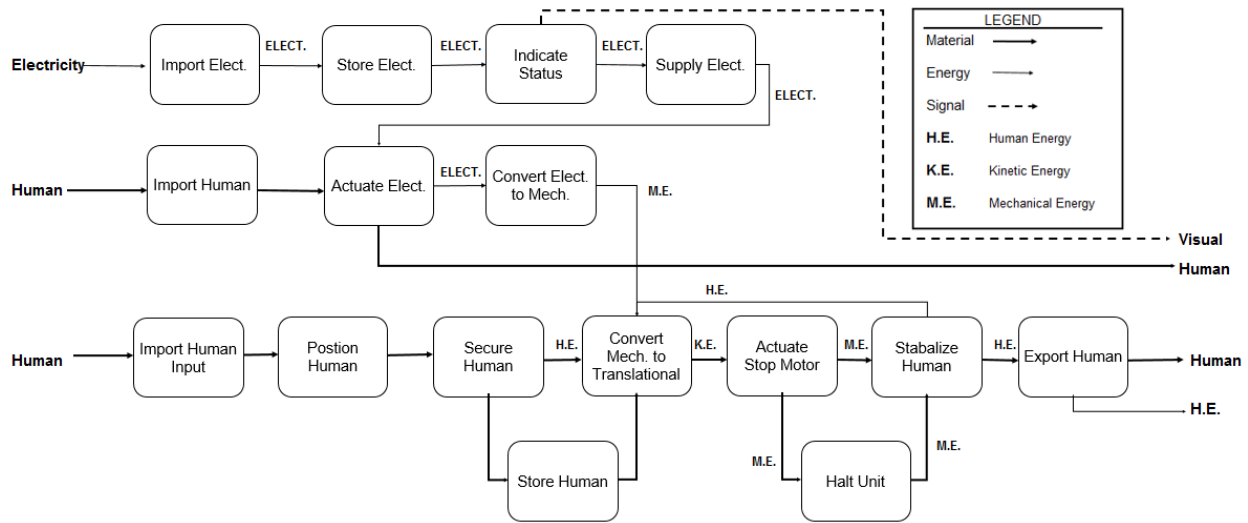 LEGEND
Material
Energy
Signal
H.E. Human Energy
K.E. Kinetic Energy
M.E. Mechanical Energy
Electricity
Import Elect.
ELECT.
Store Elect.
ELECT.
Indicate
Status
ELECT.
Supply Elect.
ELECT.
Human
Import Human
Actuate Elect.
ELECT.
Convert Elect.
to Mech.
M.E.
Visual
Human
H.E.
Human
Import Human
Input
Postion
Human
Secure
Human
H.E.
Convert
Mech. to
Translational
K.E.
Actuate
Stop Motor
M.E.
Stabalize
Human
H.E.
Export Human
Human
H.E.
Store Human
M.E.
Halt Unit
M.E.